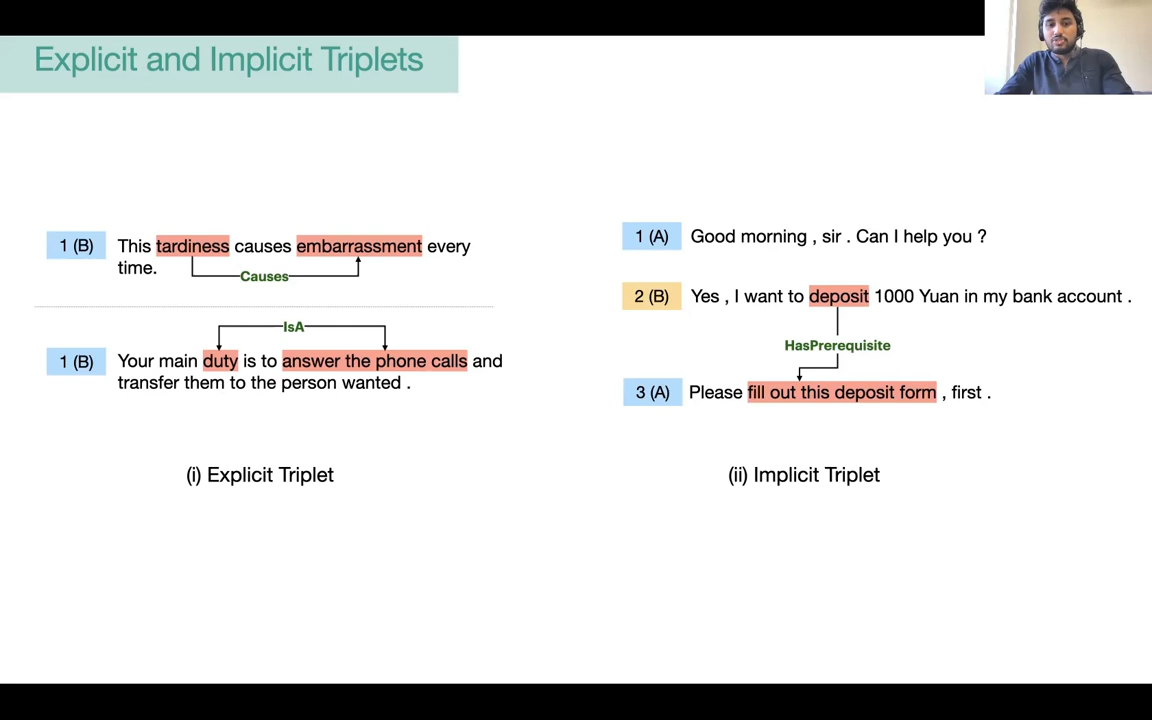 Explicit and Implicit Triplets
1 (B) This tardiness causes embarrassment every
time.
Causes
IsA
1 (B) Your main duty is to answer the phone calls and
transfer them to the person wanted .
(i) Explicit Triplet
1 (A) Good morning , sir . Can I help you ?
2 (B) Yes , I want to deposit 1000 Yuan in my bank account .
HasPrerequisite
3 (A) Please fill out this deposit form , first .
(ii) Implicit Triplet